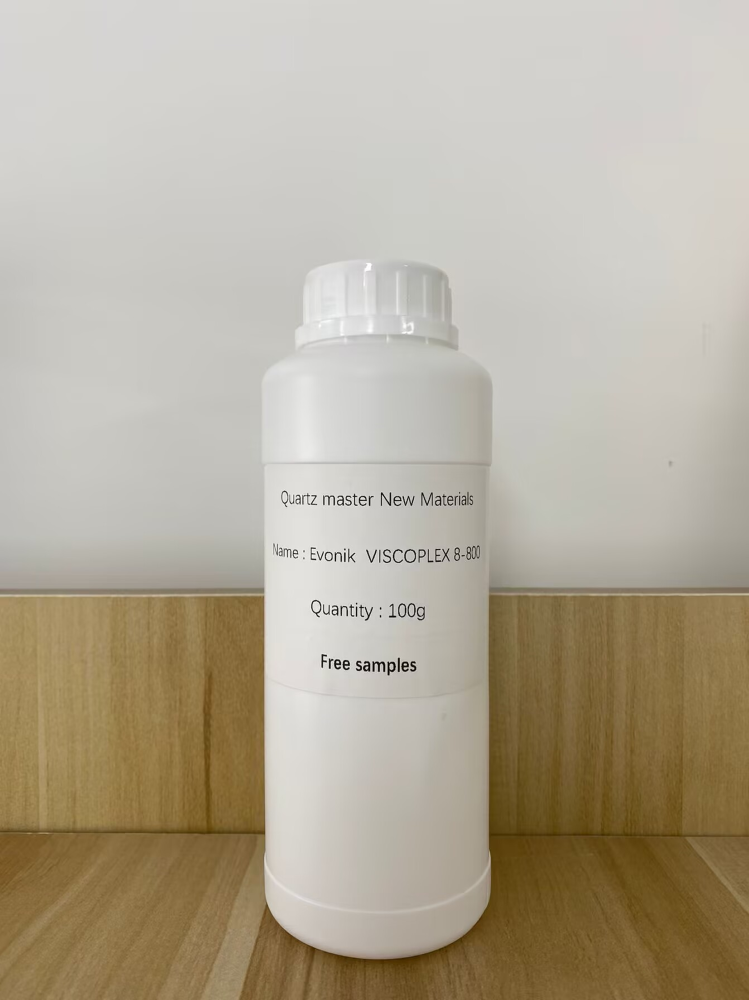 Quartz master New Materials
Name : Evonik VISCOPLEX 8-800
Quantity : 100g
Free samples